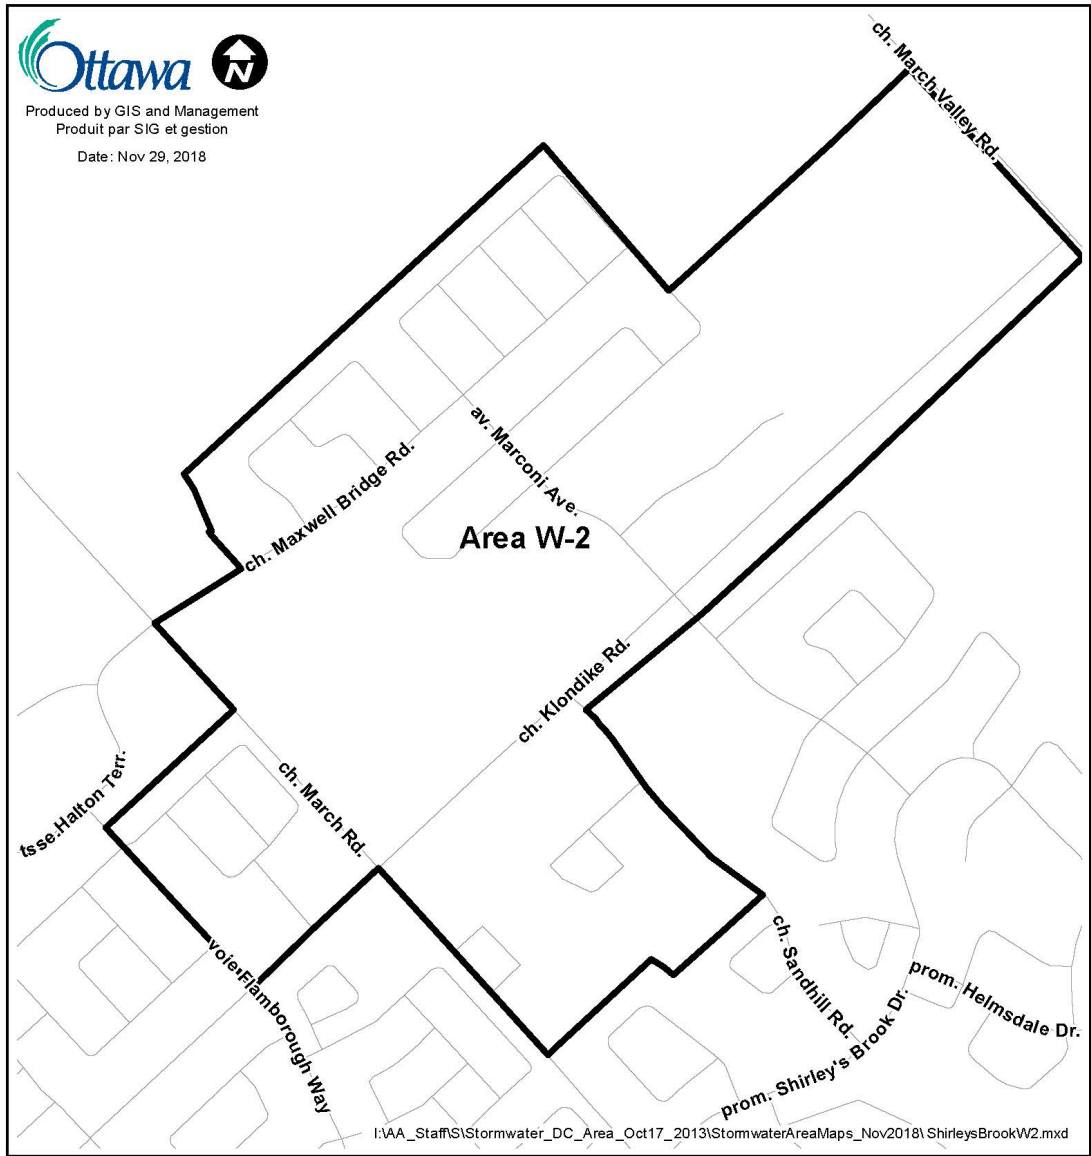 Ottawa
N
Produced by GIS and Management
Produit par SIG et gestion
Date: Nov 29, 2018
ch. March Valley Rd.
av. Marconi Ave.
ch. Maxwell Bridge Rd.
Area W-2
ch. Klondike Rd.
tsse.Halton Terr.
ch. March Rd.
voie Flamborough Way
ch. Sandhill Rd.
prom. Helmsdale Dr.
prom. Shirley's Brook Dr.
I:\AA_Staff\S\Stormwater_DC_Area_Oct17_2013\StormwaterAreaMaps_Nov2018\ShirleysBrookW2.mxd